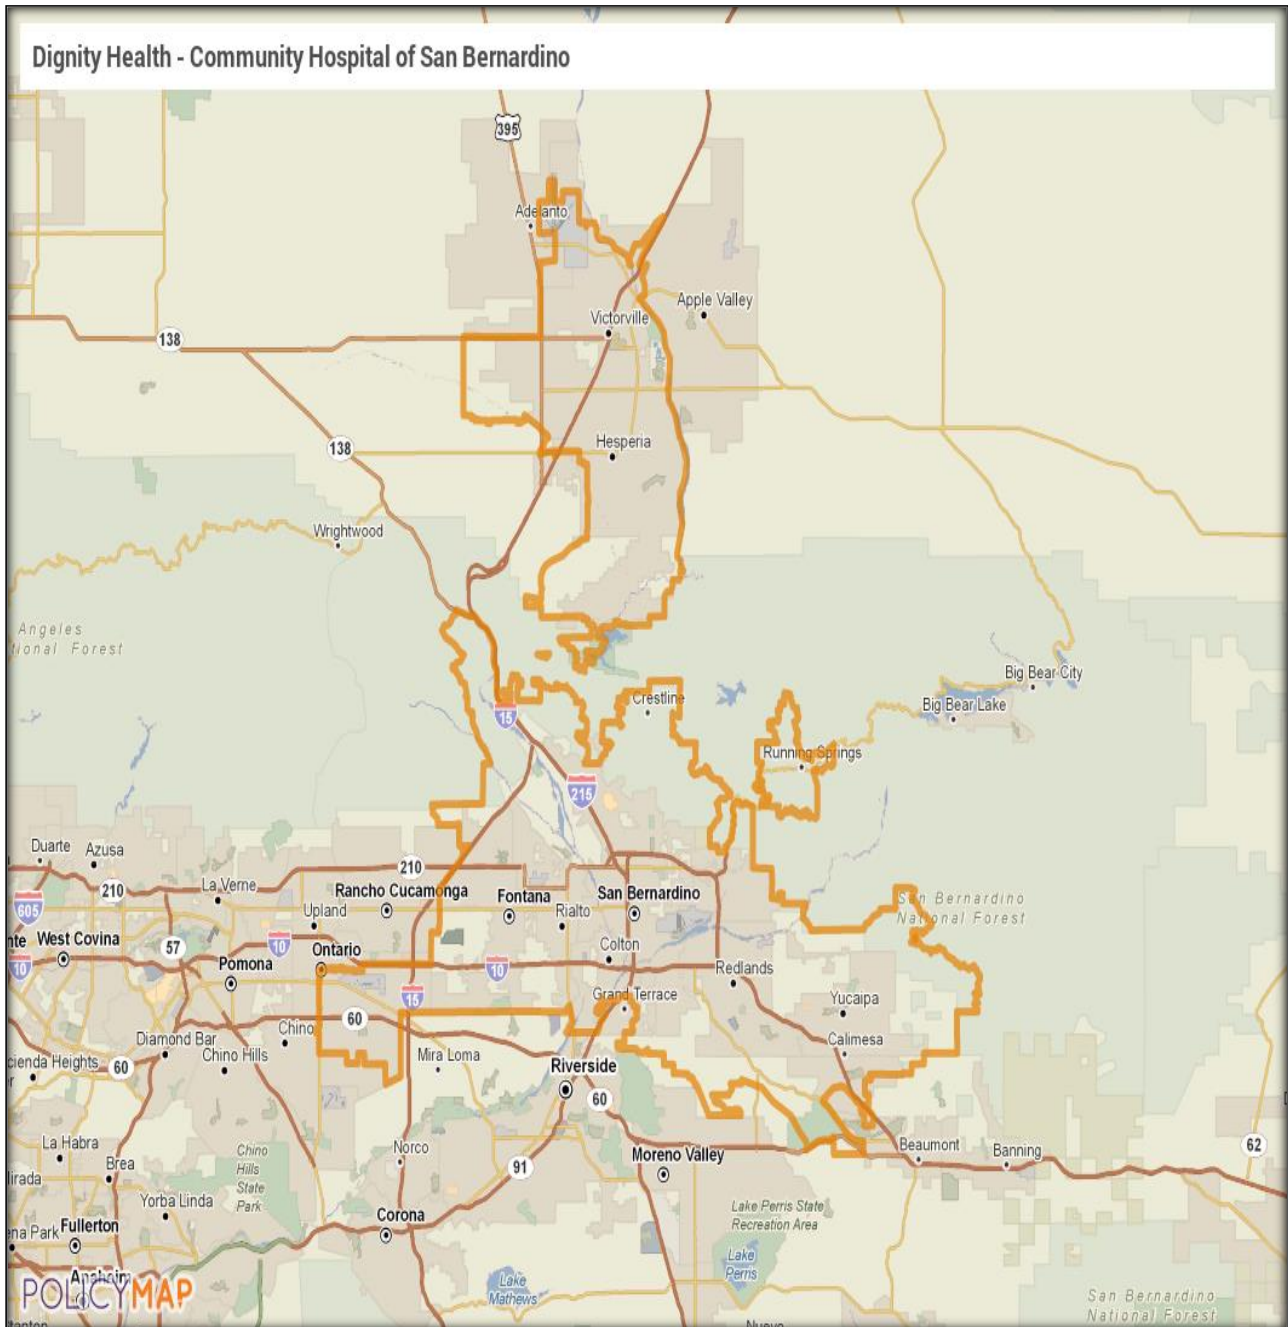 Dignity Health - Community Hospital of San Bernardino
395
Adelanto
Apple Valley
Victorville
138
Hesperia
138
Wrightwood
Angeles
Big Bear City
Crestline
Big Bear Lake
15
Running Springs
215
Duarte
Azusa
210
La Verne
210
Rancho Cucamonga
Fontana
San Bernardino
San Bernardino
National Forest
605
Upland
Rialto
West Covina
57
10
Ontario
Colton
10
Pomona
10
Redlands
15
Grand Terrace
Yucaipa
60
Diamond Bar
Chino
Calimesa
Chino Hills
Mira Loma
60
Riverside
60
La Habra
Chino
Hills
State
Park
Norco
91
Moreno Valley
Beaumont
Banning
62
Brea
Yorba Linda
Fullerton
Corona
Lake Perris State
Recreation Area
Lake
Perris
Anaheim
Lake
Mathews
San Bernardino
National Forest
POLICYMAP